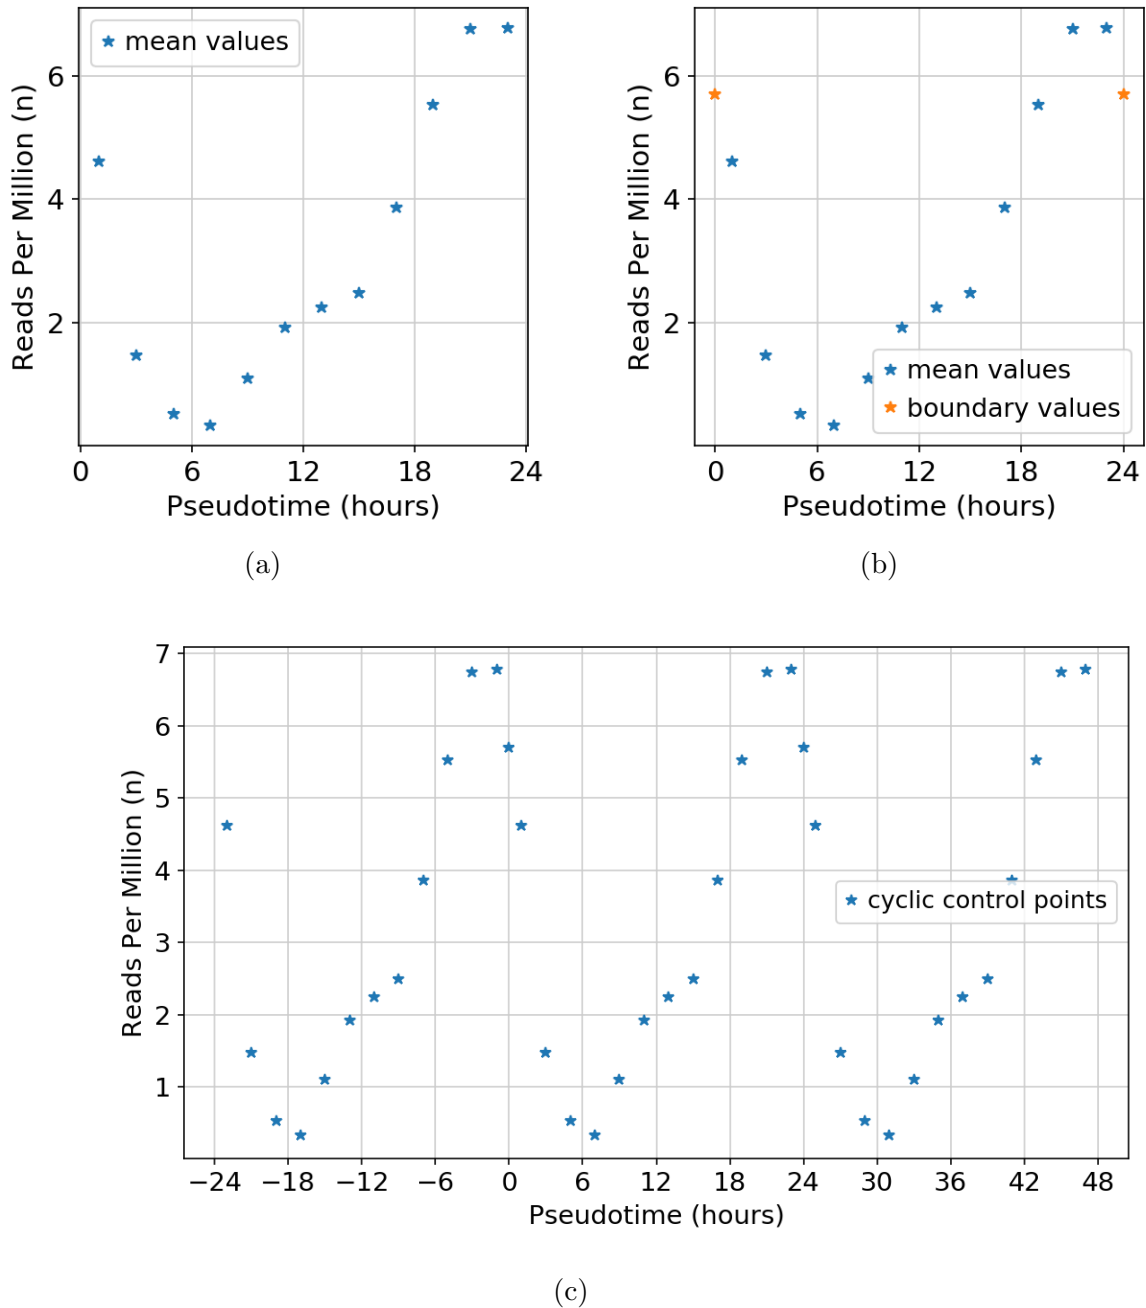 mean values
Reads Per Million (n)
6
4
2
0 6 12 18 24
Pseudotime (hours)
(a)
Reads Per Million (n)
6
4
2
mean values
boundary values
0 6 12 18 24
Pseudotime (hours)
(b)
Reads Per Million (n)
7
6
5
4
3
2
1
cyclic control points
−24 −18 −12 −6 0 6 12 18 24 30 36 42 48
Pseudotime (hours)
(c)